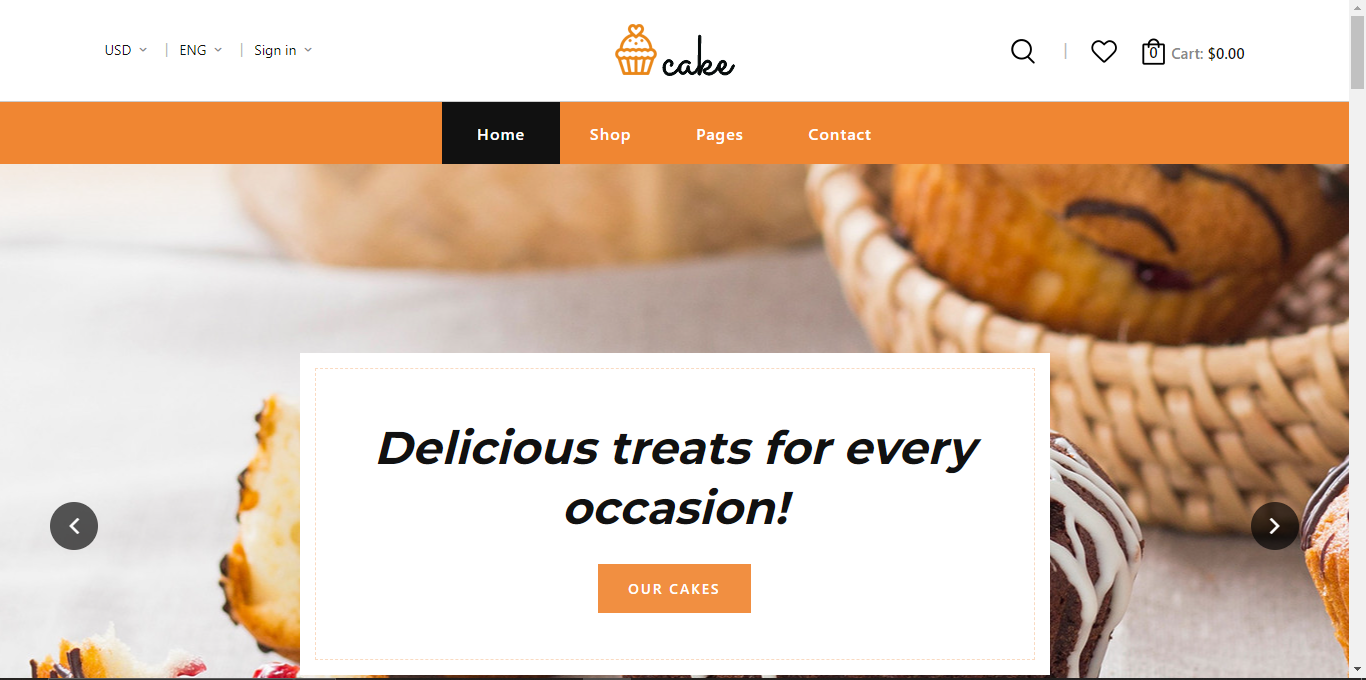 USD | ENG | Sign in
cake
0 Cart: $0.00
Home Shop Pages Contact
Delicious treats for every
occasion!
OUR CAKES